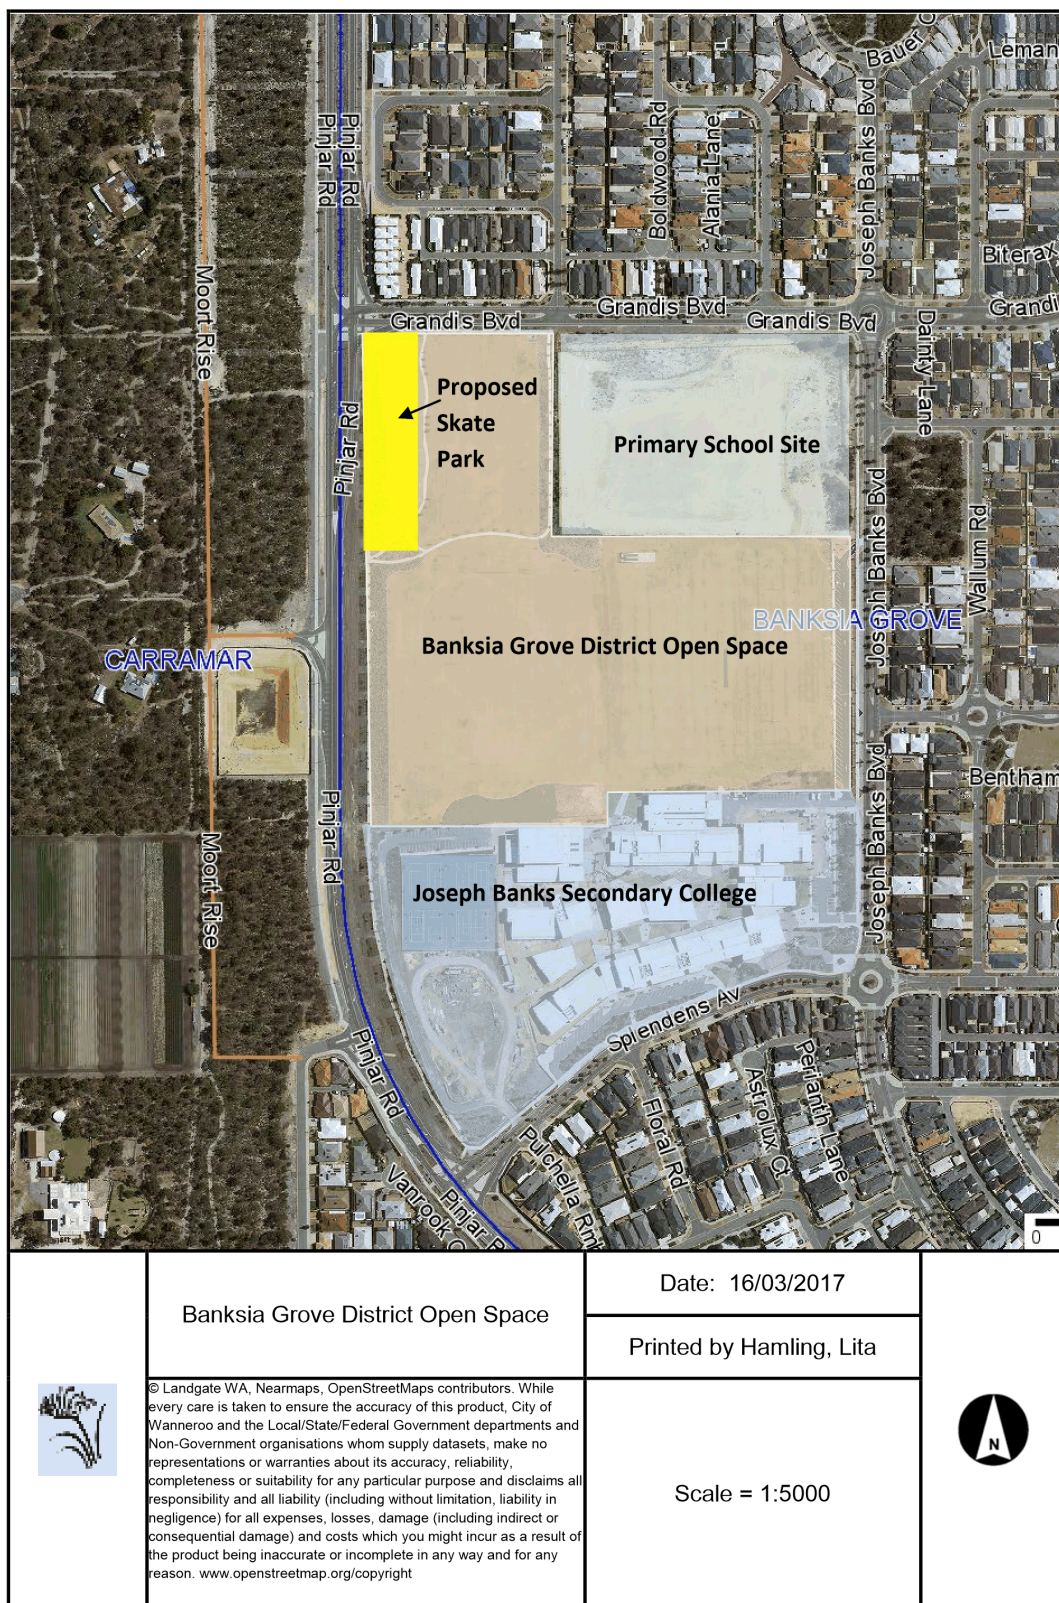 Bauer
Leman
Pinjar Rd
Pinjar Rd
Boldwood Rd
Alania Lane
Joseph Banks Bvd
Biterax
Moort Rise
Grandis Bvd
Grandis Bvd
Grandis Bvd
Grandi
Dainty Lane
Proposed
Skate
Park
Pinjar Rd
Primary School Site
Joseph Banks Bvd
Wallum Rd
BANKSIA GROVE
Banksia Grove District Open Space
CARRAMAR
Joseph Banks Bvd
Bentham
Pinjar Rd
Moort Rise
Joseph Banks Secondary College
Splendens Av
Pinjar Rd
Perianth Lane
Astrolux Ct
Floral Rd
Pulchella Rmb
Vanrook
Pinjar R
0
Banksia Grove District Open Space
Date: 16/03/2017
Printed by Hamling, Lita
© Landgate WA, Nearmaps, OpenStreetMaps contributors. While
every care is taken to ensure the accuracy of this product, City of
Wanneroo and the Local/State/Federal Government departments and
Non-Government organisations whom supply datasets, make no
representations or warranties about its accuracy, reliability,
completeness or suitability for any particular purpose and disclaims all
responsibility and all liability (including without limitation, liability in
negligence) for all expenses, losses, damage (including indirect or
consequential damage) and costs which you might incur as a result of
the product being inaccurate or incomplete in any way and for any
reason. www.openstreetmap.org/copyright
Scale = 1:5000
N